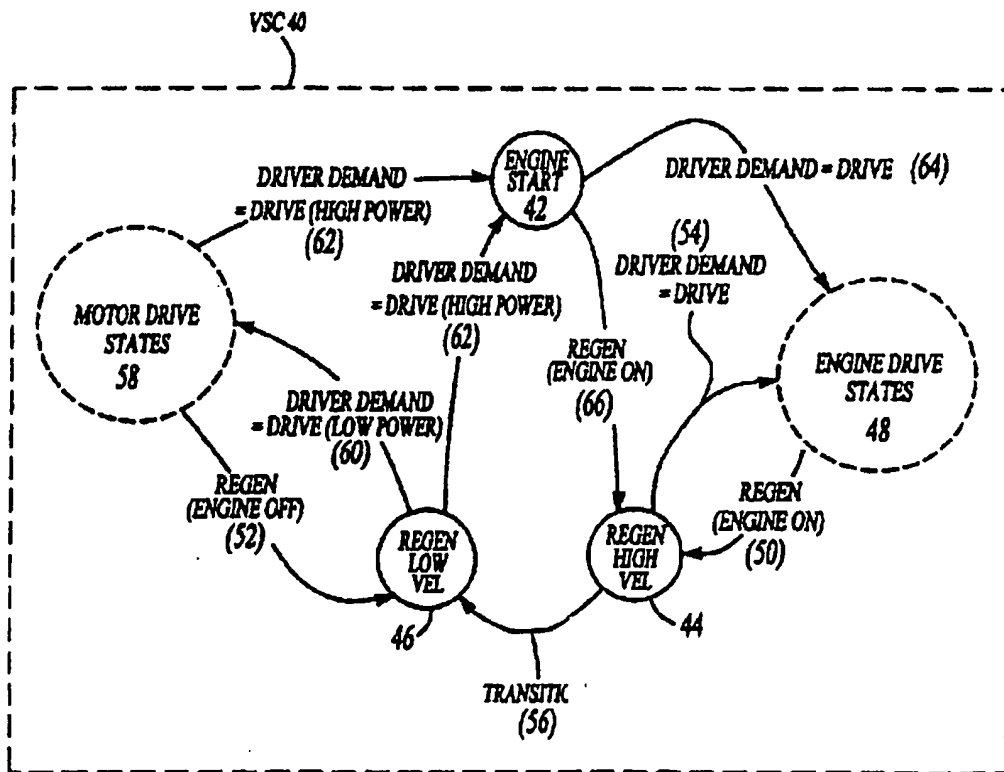 VSC 40
ENGINE
START
42
DRIVER DEMAND
= DRIVE (HIGH POWER)
(62)
DRIVER DEMAND = DRIVE (64)
(54)
DRIVER DEMAND
= DRIVE
DRIVER DEMAND
= DRIVE (HIGH POWER)
(62)
MOTOR DRIVE
STATES
58
REGEN
(ENGINE ON)
(66)
ENGINE DRIVE
STATES
48
DRIVER DEMAND
= DRIVE (LOW POWER)
(60)
REGEN
(ENGINE OFF)
(52)
REGEN
(ENGINE ON)
(50)
REGEN
LOW
VEL
REGEN
HIGH
VEL
46
44
TRANSITIC
(56)